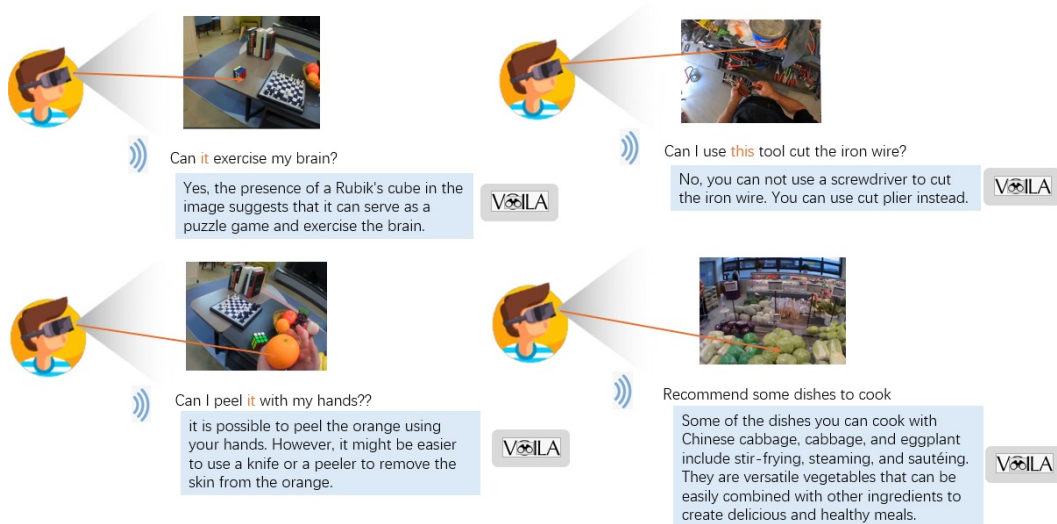 Can it exercise my brain?
Yes, the presence of a Rubik's cube in the
image suggests that it can serve as a
puzzle game and exercise the brain.
VOILA
Can I use this tool cut the iron wire?
No, you can not use a screwdriver to cut
the iron wire. You can use cut plier instead.
VOILA
Can I peel it with my hands??
it is possible to peel the orange using
your hands. However, it might be easier
to use a knife or a peeler to remove the
skin from the orange.
VOILA
Recommend some dishes to cook
Some of the dishes you can cook with
Chinese cabbage, cabbage, and eggplant
include stir-frying, steaming, and sautéing.
They are versatile vegetables that can be
easily combined with other ingredients to
create delicious and healthy meals.
VOILA